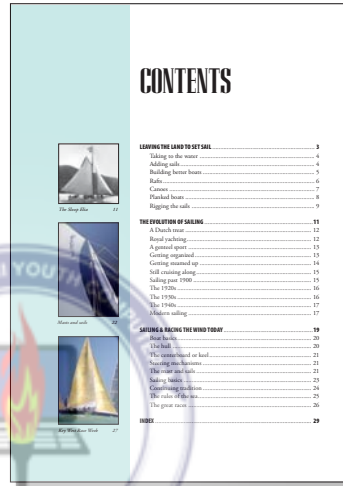 CONTENTS
LEAVING THE LAND TO SET SAIL 3
Taking to the water 4
Adding sails 4
Building better boats 5
Rafts 6
Canoes 7
Planked boats 8
Rigging the sails 9
The Sloop Eliza 11
THE EVOLUTION OF SAILING 11
A Dutch treat 12
Royal yachting 12
A genteel sport 13
Getting organised 13
Getting steamed up 14
Still cruising along 15
Sailing past 1900 15
The 1920s 16
The 1930s 16
The 1940s 17
Modern sailing 17
Masts and sails 22
SAILING & RACING THE WIND TODAY 19
Boat basics 20
The hull 20
The centreboard or keel 21
Steering mechanisms 21
The mast and sails 21
Sailing basics 23
Continuing tradition 24
The rules of the sea 25
The great races 26
Key West Race Week 27
INDEX 29